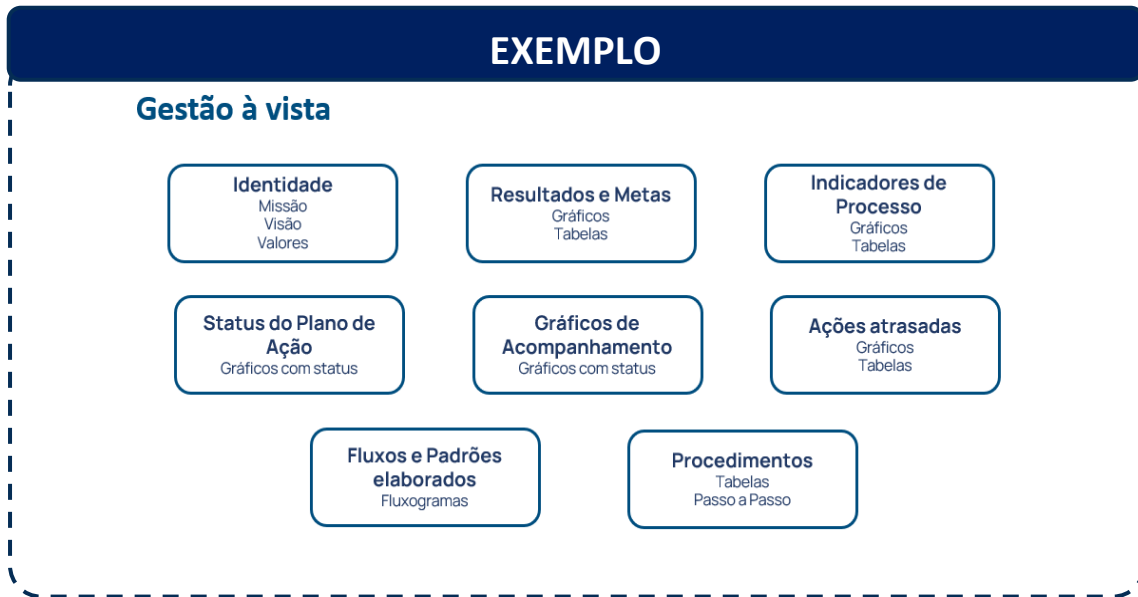 EXEMPLO
Gestão à vista
Identidade
Missão
Visão
Valores
Resultados e Metas
Gráficos
Tabelas
Indicadores de
Processo
Gráficos
Tabelas
Status do Plano de
Ação
Gráficos com status
Gráficos de
Acompanhamento
Gráficos com status
Ações atrasadas
Gráficos
Tabelas
Fluxos e Padrões
elaborados
Fluxogramas
Procedimentos
Tabelas
Passo a Passo